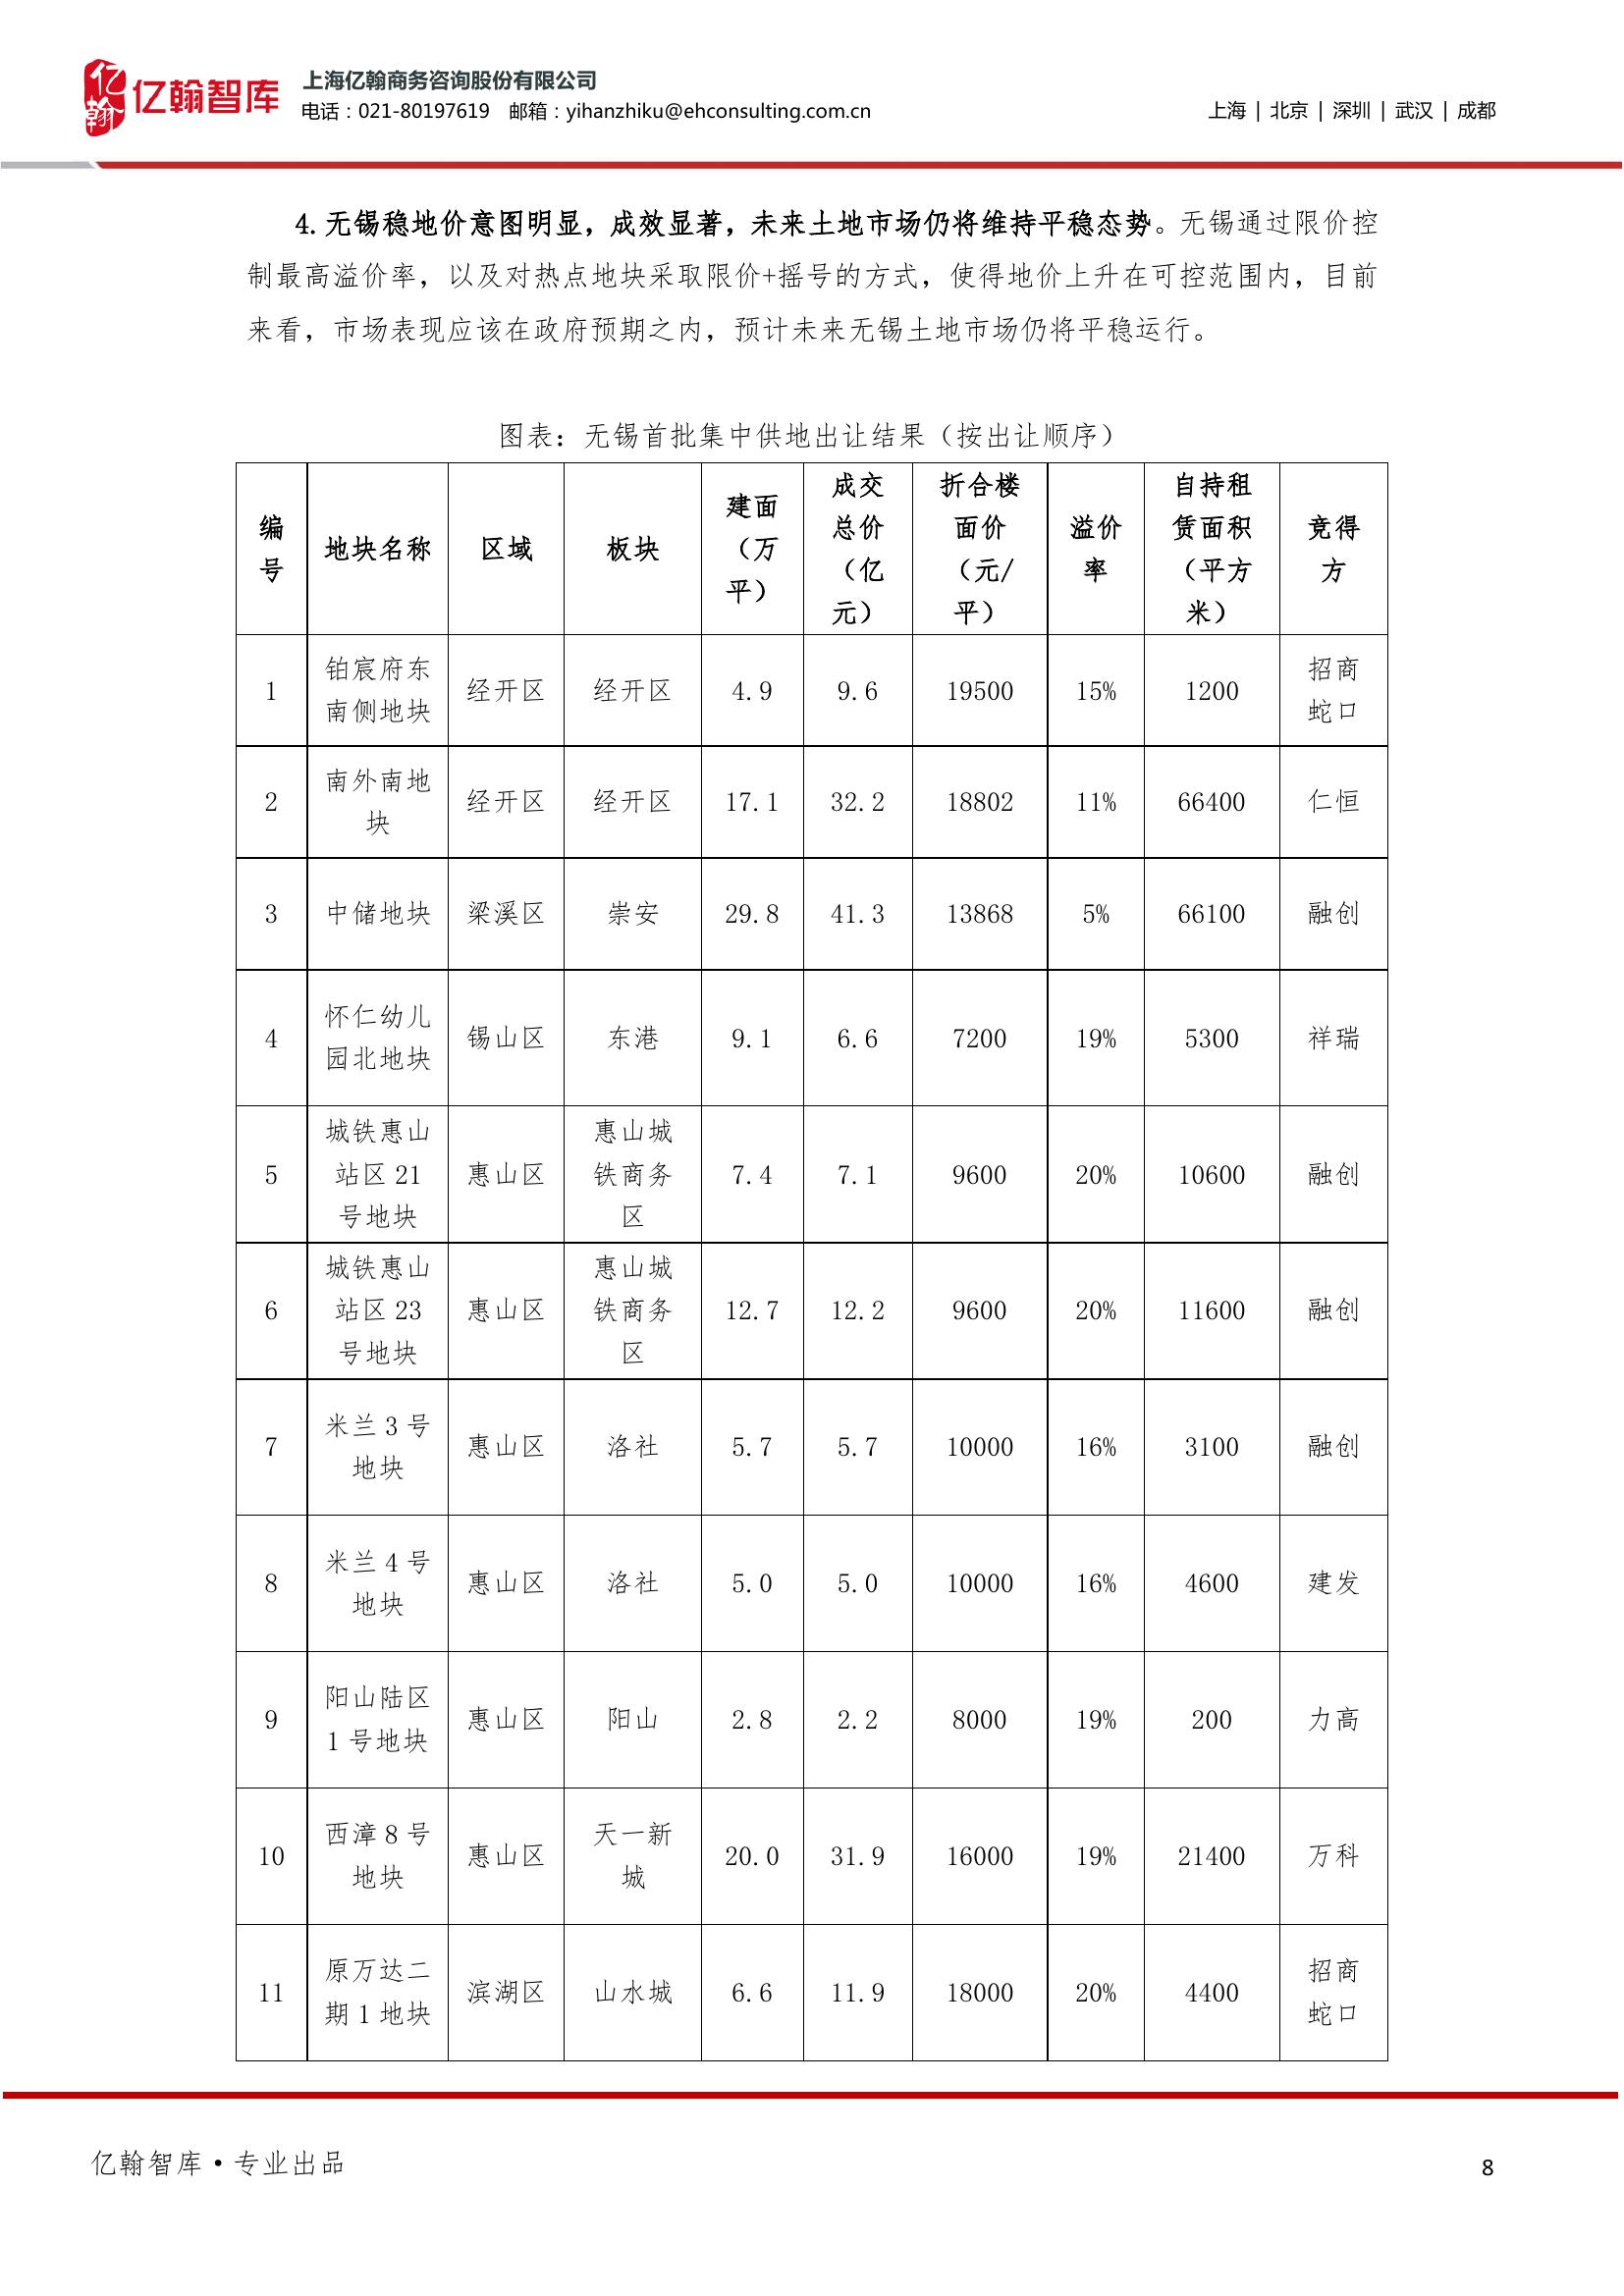 亿翰
亿翰智库
上海亿翰商务咨询股份有限公司
电话：021-80197619 邮箱：yihanzhiku@ehconsulting.com.cn
上海 | 北京 | 深圳 | 武汉 | 成都
4.无锡稳地价意图明显，成效显著，未来土地市场仍将维持平稳态势。无锡通过限价控
制最高溢价率，以及对热点地块采取限价+摇号的方式，使得地价上升在可控范围内，目前
来看，市场表现应该在政府预期之内，预计未来无锡土地市场仍将平稳运行。
图表：无锡首批集中供地出让结果（按出让顺序）
编号 地块名称 区域 板块 建面（万平） 成交总价（亿元） 折合楼面价（元/平） 溢价率 自持租赁面积（平方米） 竞得方
1 铂宸府东南侧地块 经开区 经开区 4.9 9.6 19500 15% 1200 招商蛇口
2 南外南地块 经开区 经开区 17.1 32.2 18802 11% 66400 仁恒
3 中储地块 梁溪区 崇安 29.8 41.3 13868 5% 66100 融创
4 怀仁幼儿园北地块 锡山区 东港 9.1 6.6 7200 19% 5300 祥瑞
5 城铁惠山站区 21 号地块 惠山区 惠山城铁商务区 7.4 7.1 9600 20% 10600 融创
6 城铁惠山站区 23 号地块 惠山区 惠山城铁商务区 12.7 12.2 9600 20% 11600 融创
7 米兰 3 号地块 惠山区 洛社 5.7 5.7 10000 16% 3100 融创
8 米兰 4 号地块 惠山区 洛社 5.0 5.0 10000 16% 4600 建发
9 阳山陆区 1 号地块 惠山区 阳山 2.8 2.2 8000 19% 200 力高
10 西漳 8 号地块 惠山区 天一新城 20.0 31.9 16000 19% 21400 万科
11 原万达二期 1 地块 滨湖区 山水城 6.6 11.9 18000 20% 4400 招商蛇口
亿翰智库•专业出品
8